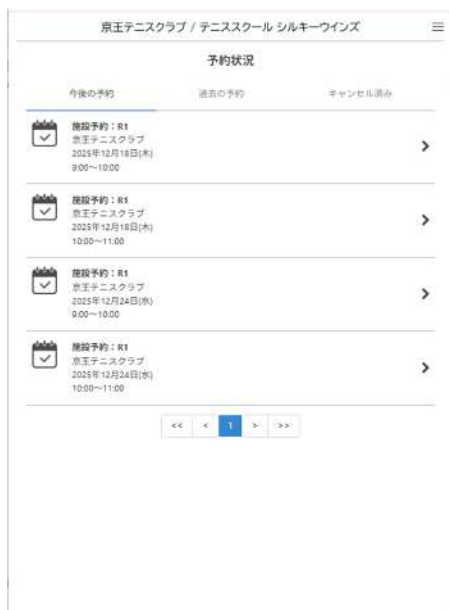 京王テニスクラブ / テニススクール シルキーウインズ
予約状況
今後の予約 過去の予約 キャンセル済み
施設予約：R1
京王テニスクラブ
2025年12月18日(木)
9:00～10:00
施設予約：R1
京王テニスクラブ
2025年12月18日(木)
10:00～11:00
施設予約：R1
京王テニスクラブ
2025年12月24日(水)
9:00～10:00
施設予約：R1
京王テニスクラブ
2025年12月24日(水)
10:00～11:00
<< < 1 > >>